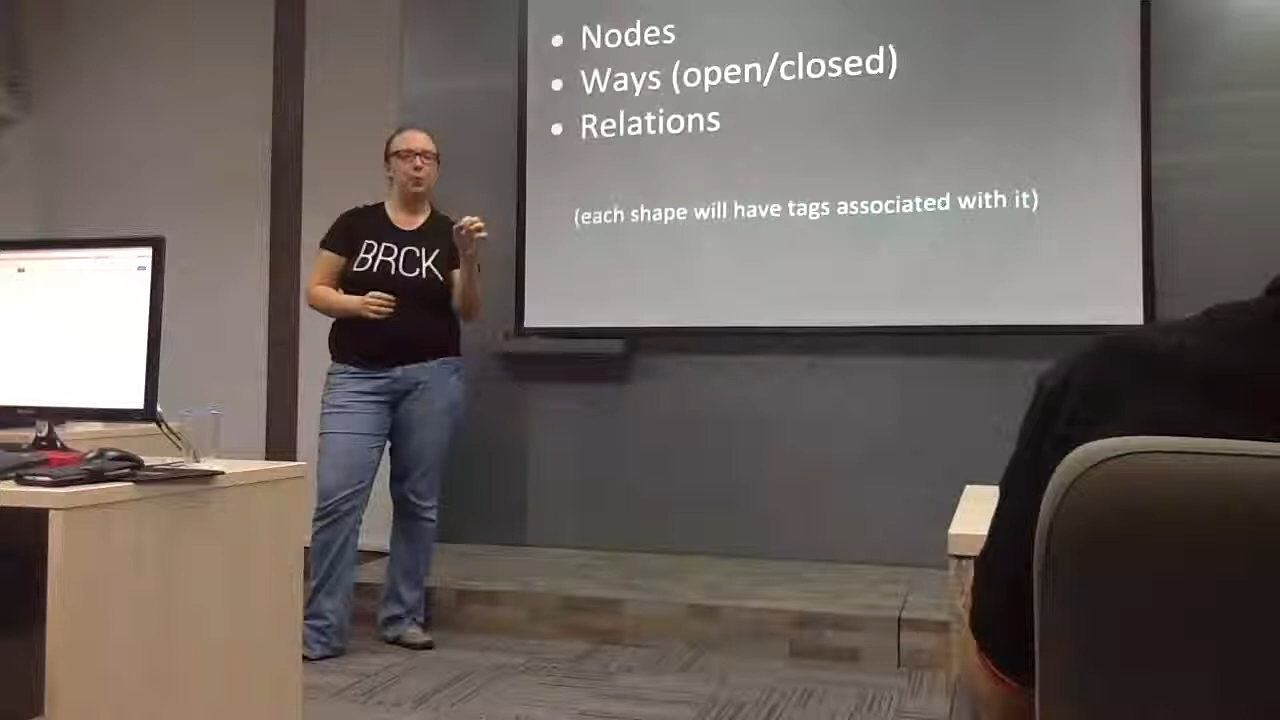 • Nodes
• Ways (open/closed)
• Relations
(each shape will have tags associated with it)
BRCK